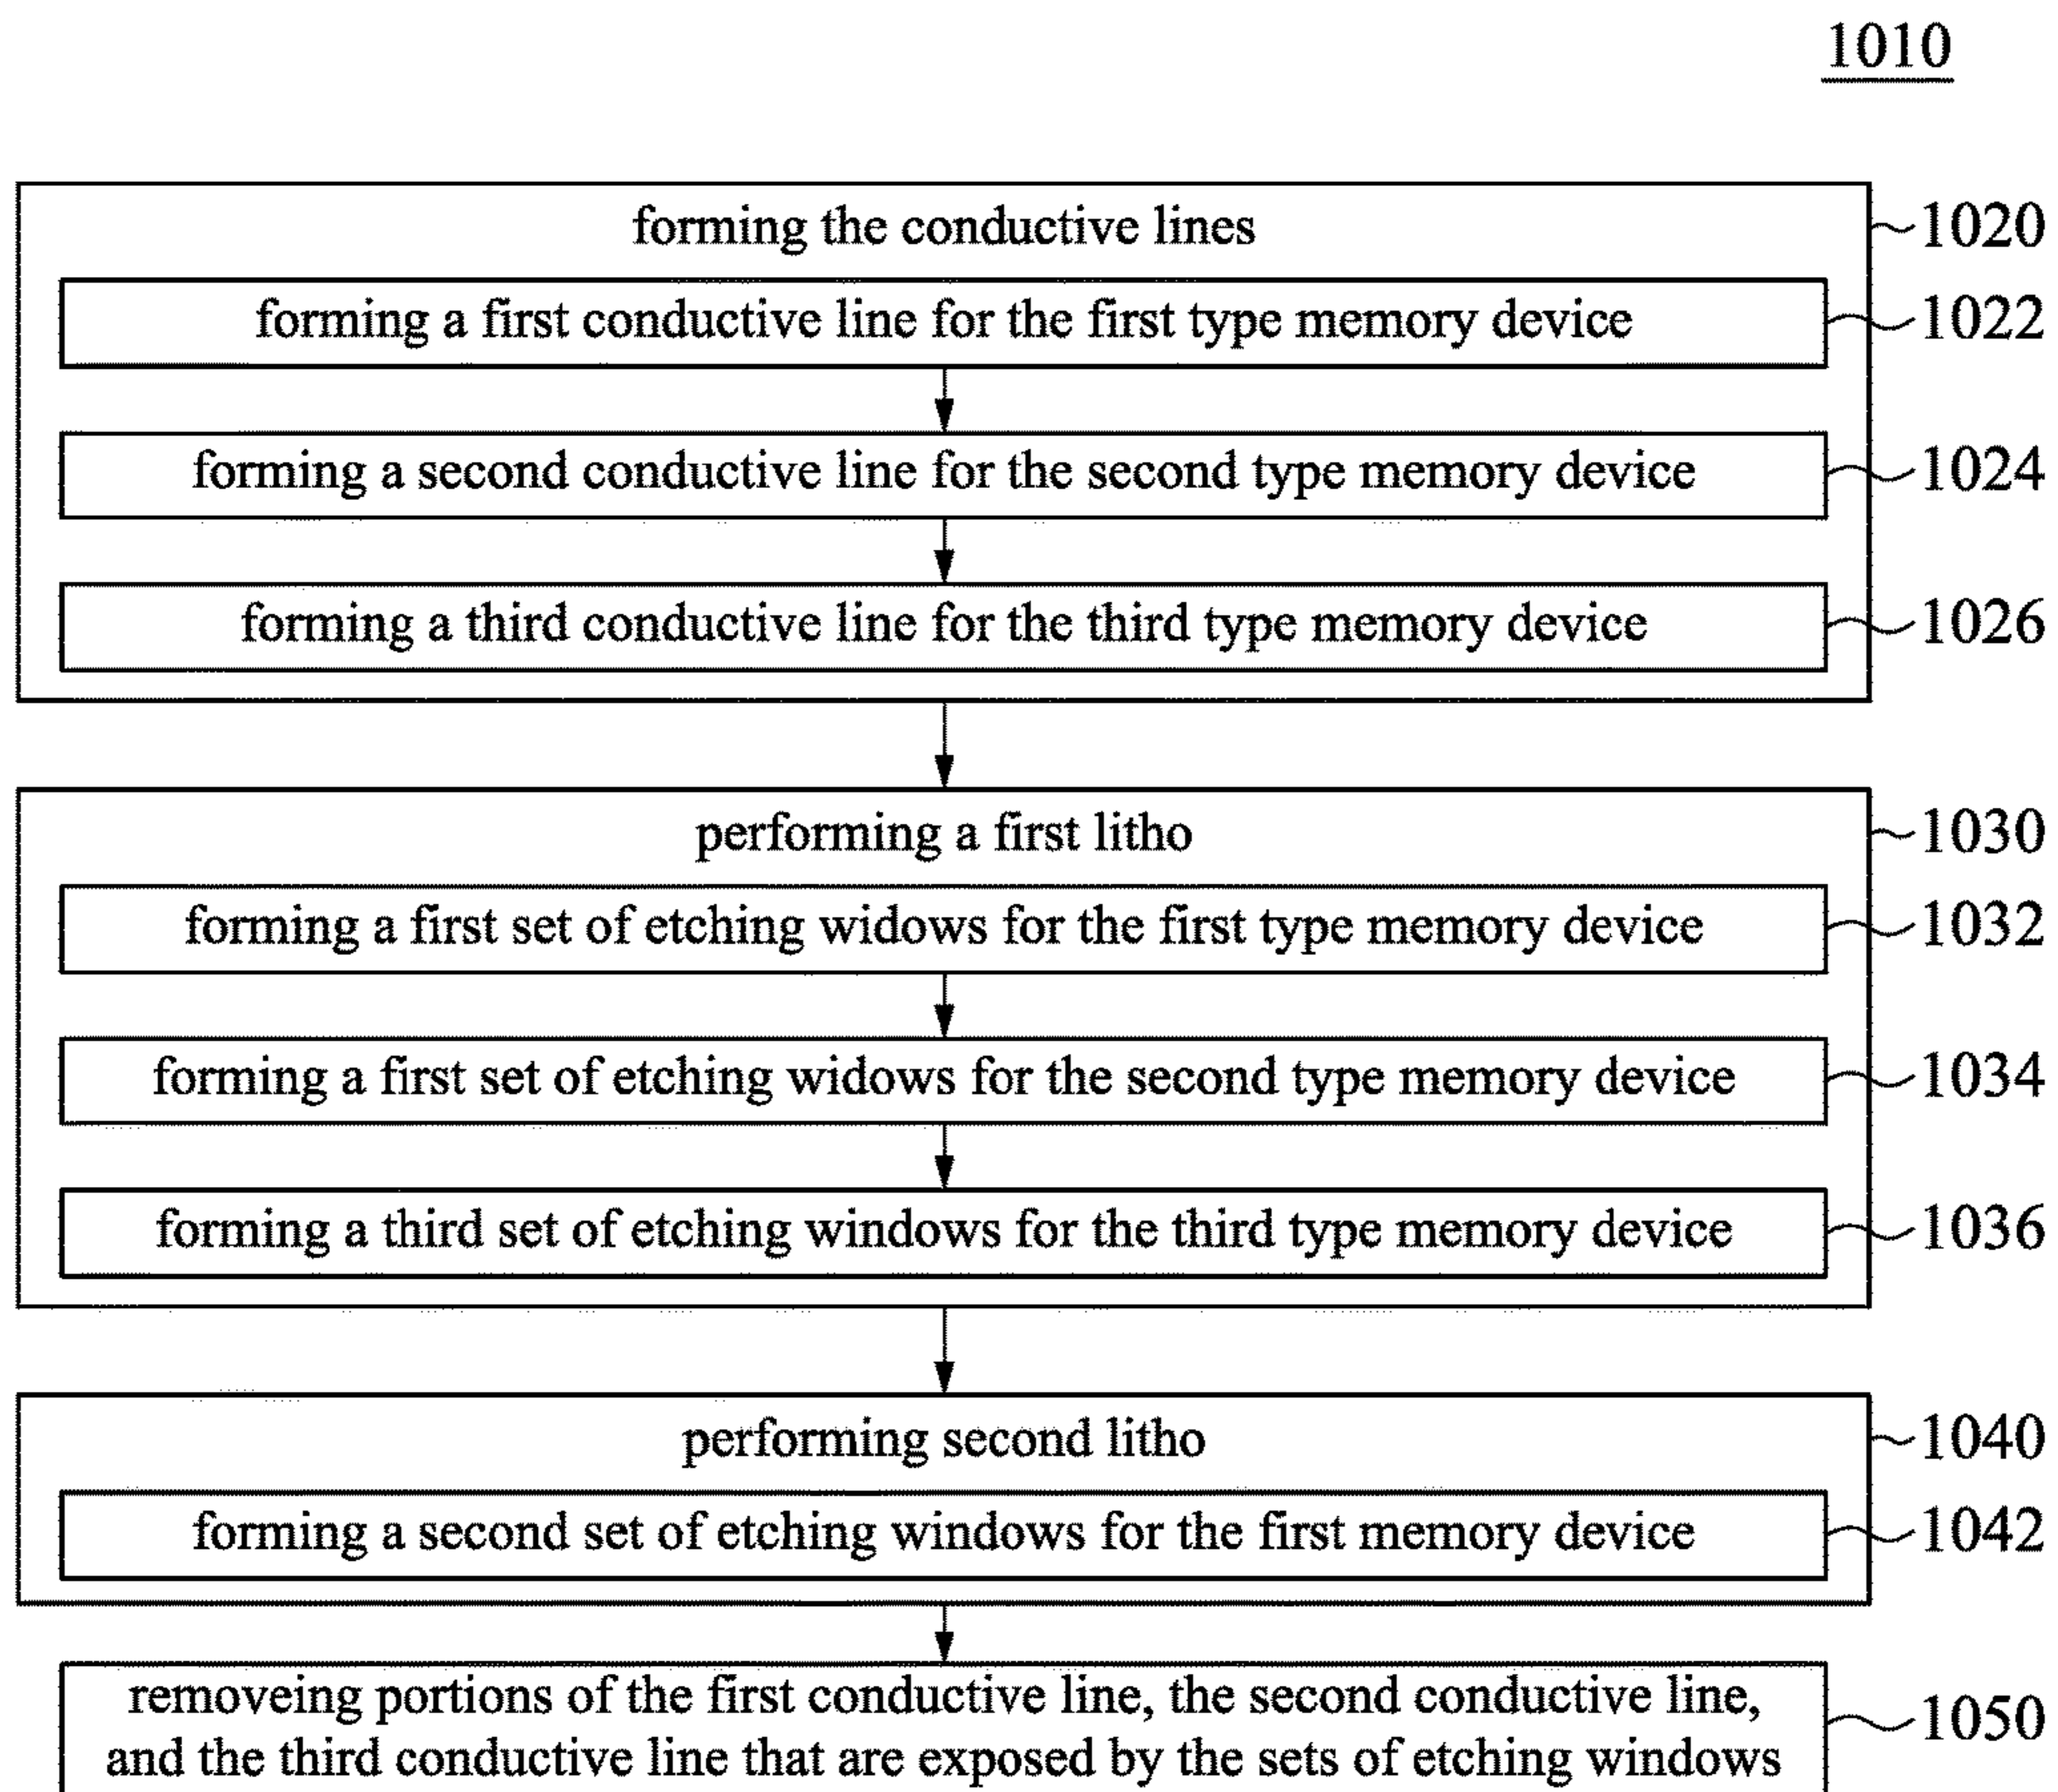 1010
forming the conductive lines
1020
forming a first conductive line for the first type memory device
1022
forming a second conductive line for the second type memory device
1024
forming a third conductive line for the third type memory device
1026
performing a first litho
1030
forming a first set of etching widows for the first type memory device
1032
forming a first set of etching widows for the second type memory device
1034
forming a third set of etching windows for the third type memory device
1036
performing second litho
1040
forming a second set of etching windows for the first memory device
1042
removeing portions of the first conductive line, the second conductive line,
and the third conductive line that are exposed by the sets of etching windows
1050